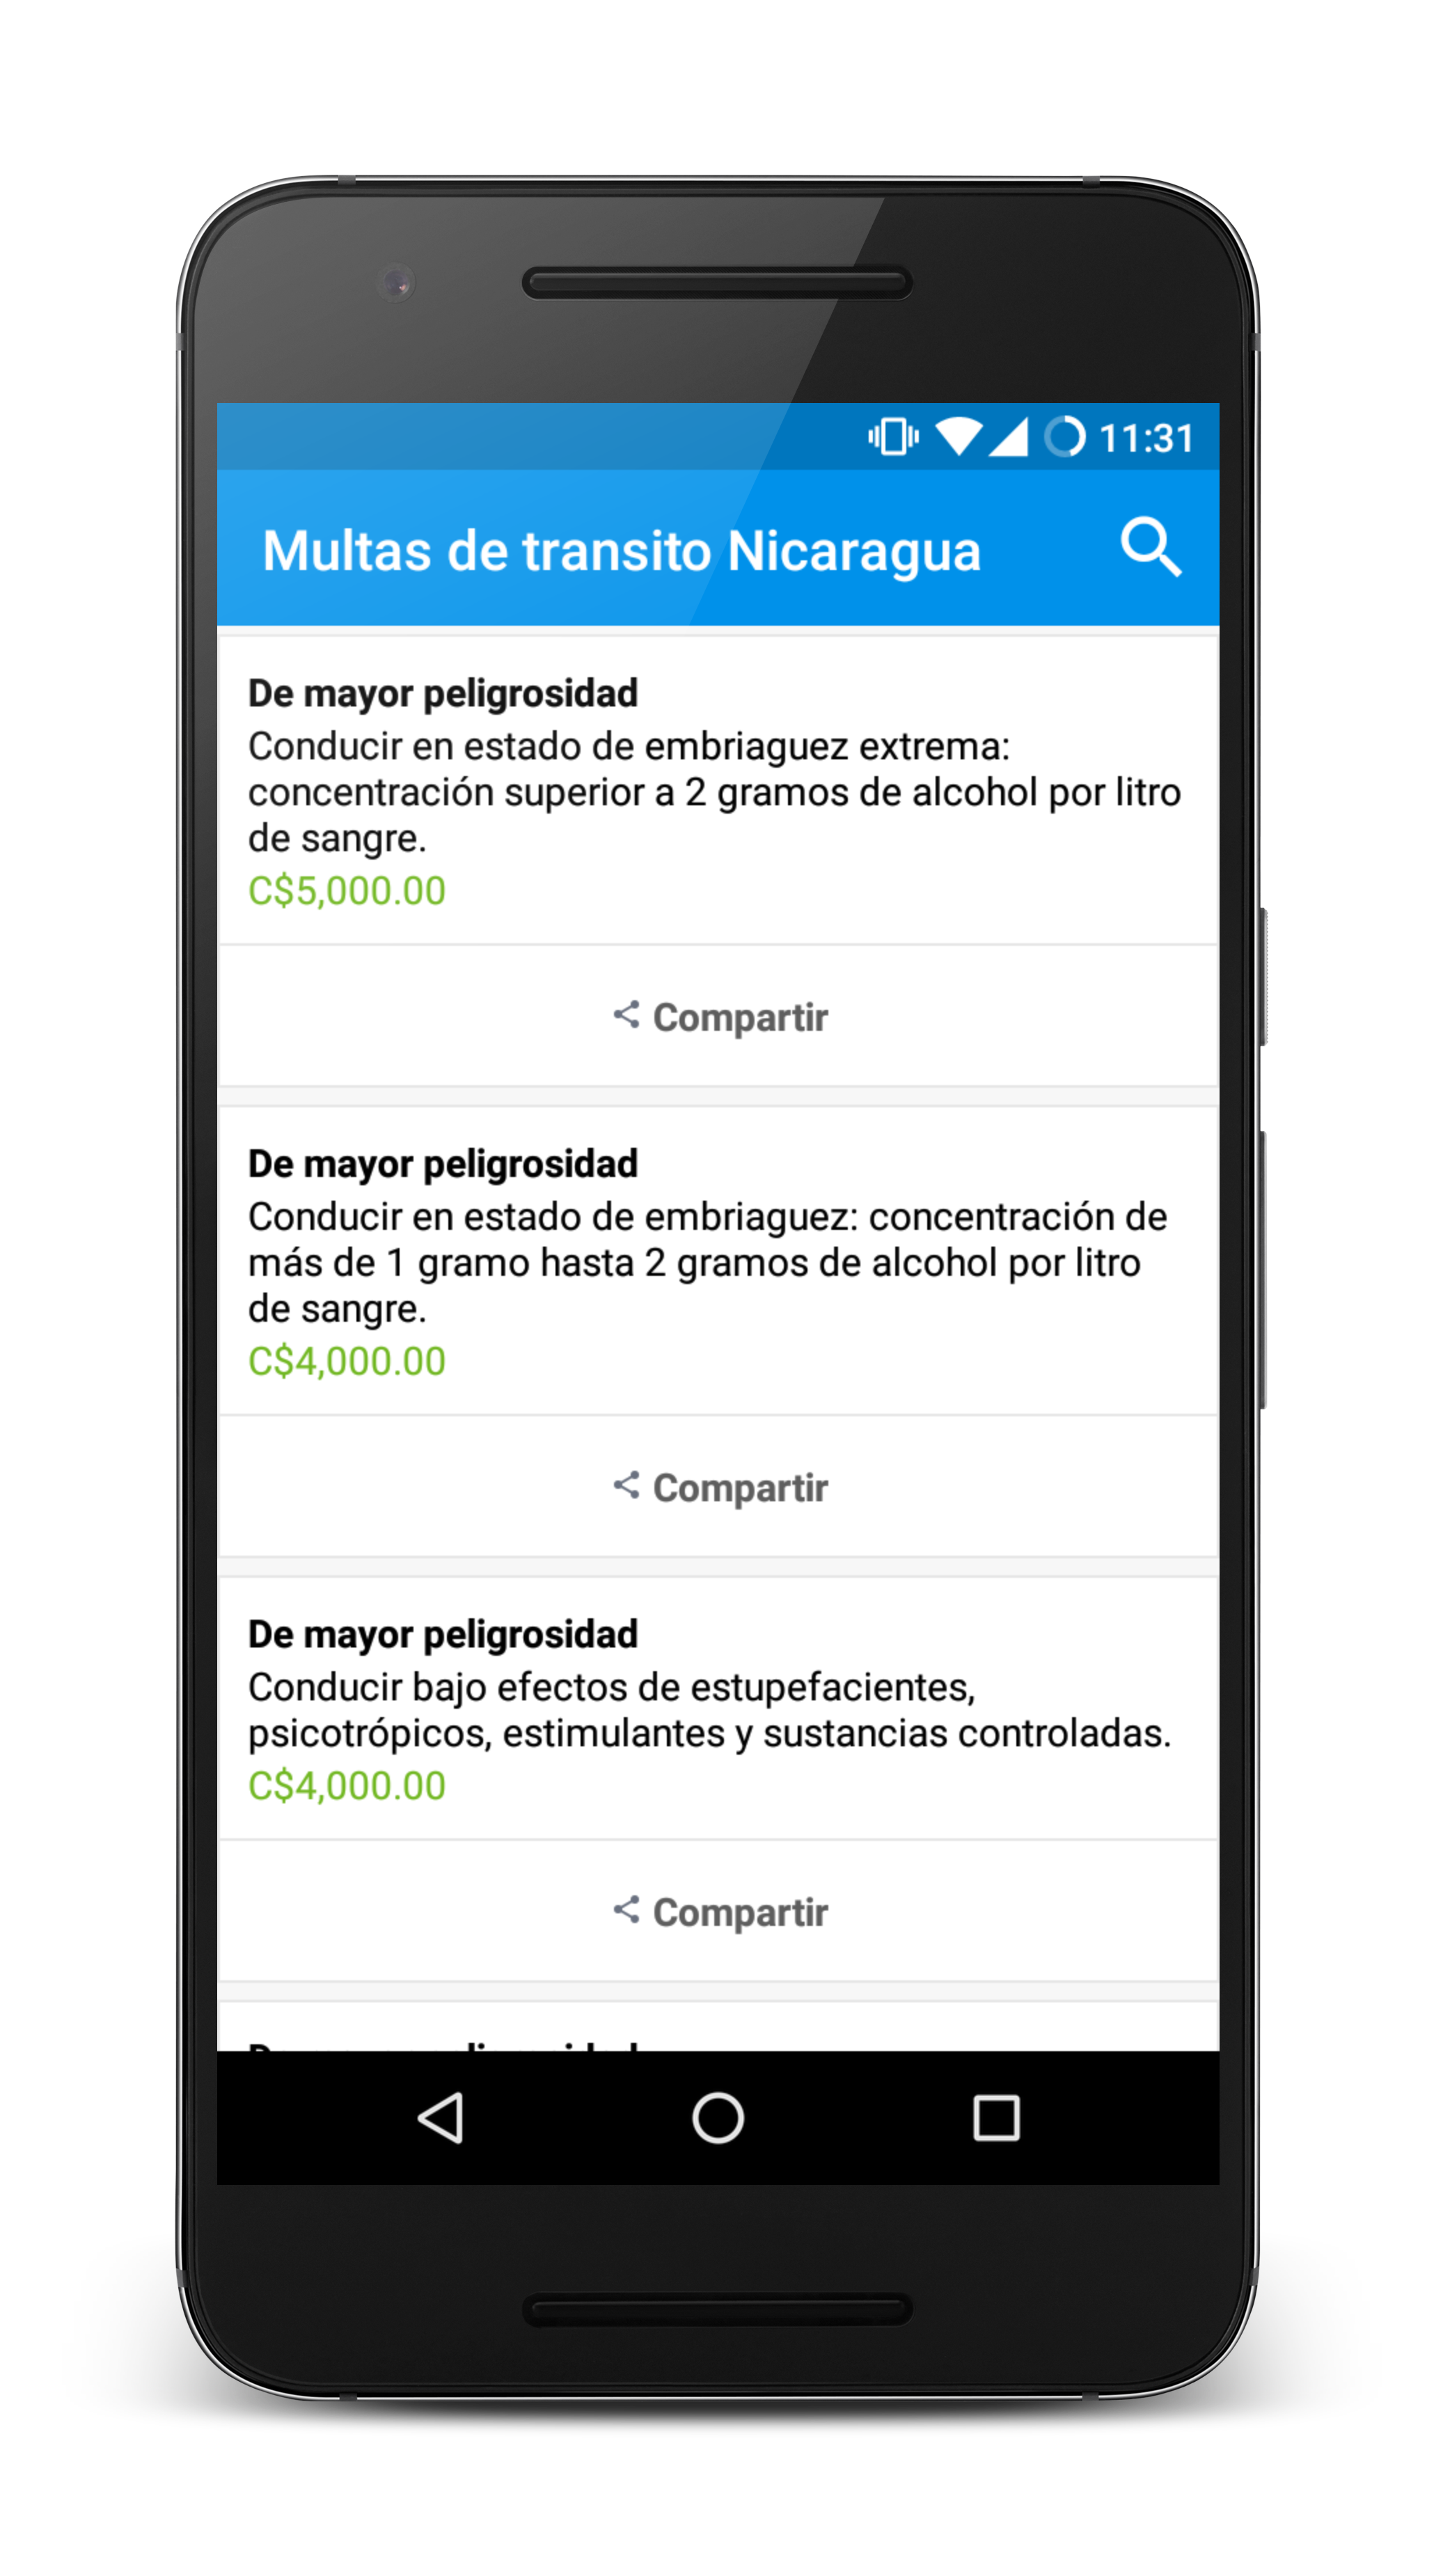 11:31
Multas de transito Nicaragua
De mayor peligrosidad
Conducir en estado de embriaguez extrema:
concentración superior a 2 gramos de alcohol por litro
de sangre.
C$5,000.00
Compartir
De mayor peligrosidad
Conducir en estado de embriaguez: concentración de
más de 1 gramo hasta 2 gramos de alcohol por litro
de sangre.
C$4,000.00
Compartir
De mayor peligrosidad
Conducir bajo efectos de estupefacientes,
psicotrópicos, estimulantes y sustancias controladas.
C$4,000.00
Compartir